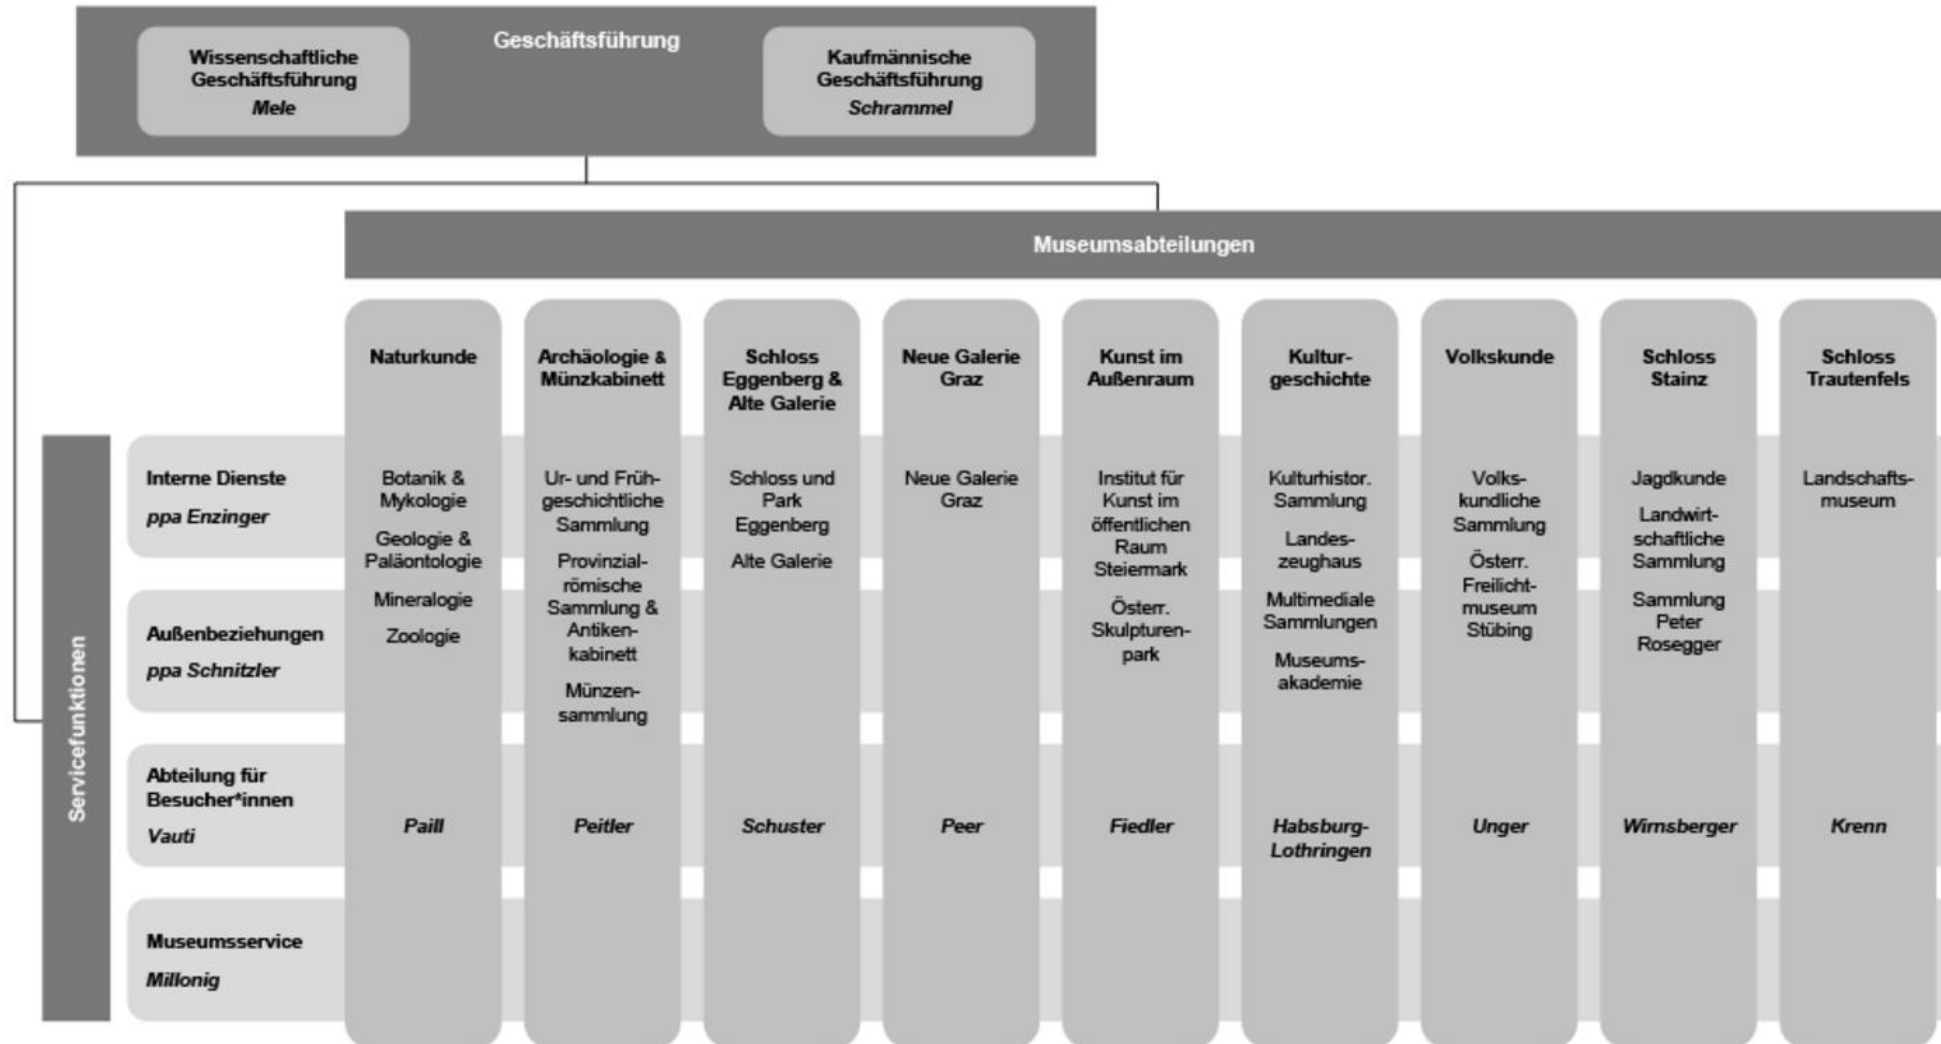 Geschäftsführung
Wissenschaftliche
Geschäftsführung
Mele
Kaufmännische
Geschäftsführung
Schrammel
Museumsabteilungen
Naturkunde
Botanik &
Mykologie
Geologie &
Paläontologie
Mineralogie
Zoologie
Paill
Archäologie &
Münzkabinett
Ur- und Früh-
geschichtliche
Sammlung
Provinzial-
römische
Sammlung &
Antiken-
kabinett
Münzen-
sammlung
Peitler
Schloss
Eggenberg &
Alte Galerie
Schloss und
Park
Eggenberg
Alte Galerie
Schuster
Neue Galerie
Graz
Neue Galerie
Graz
Peer
Kunst im
Außenraum
Institut für
Kunst im
öffentlichen
Raum
Steiermark
Österr.
Skulpturen-
park
Fiedler
Kultur-
geschichte
Kulturhistor.
Sammlung
Landes-
zeughaus
Multimediale
Sammlungen
Museums-
akademie
Habsburg-
Lothringen
Volkskunde
Volks-
kundliche
Sammlung
Österr.
Freilicht-
museum
Stübing
Unger
Schloss
Stainz
Jagdkunde
Landwirt-
schaftliche
Sammlung
Sammlung
Peter
Rosegger
Wirnsberger
Schloss
Trautenfels
Landschafts-
museum
Krenn
Servicefunktionen
Interne Dienste
ppa Enzinger
Außenbeziehungen
ppa Schnitzler
Abteilung für
Besucher*innen
Vauti
Museumsservice
Millonig